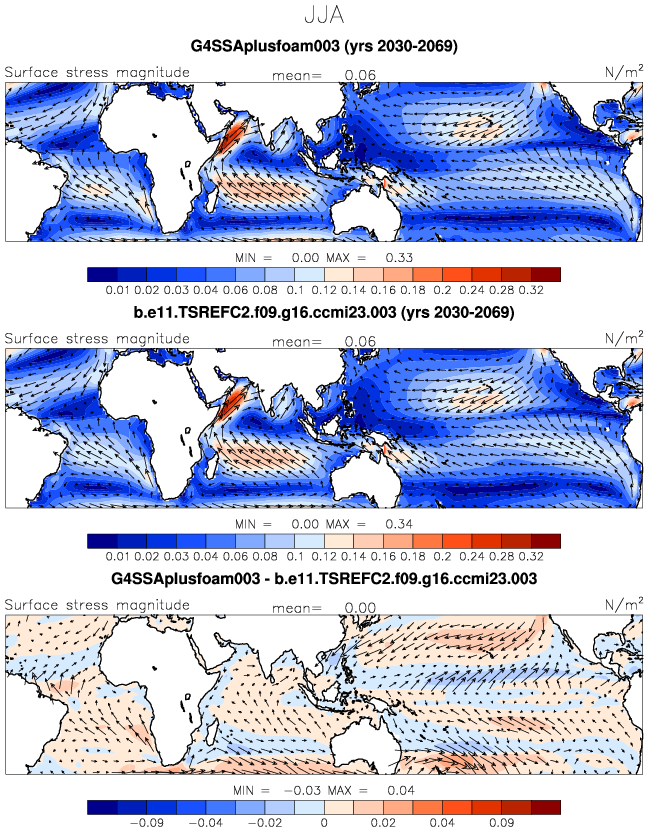 JJA
G4SSAplusfoam003 (yrs 2030-2069)
Surface stress magnitude mean= 0.06 N/m²
MIN = 0.00 MAX = 0.33
0.01 0.02 0.03 0.04 0.06 0.08 0.1 0.12 0.14 0.16 0.18 0.2 0.24 0.28 0.32
b.e11.TSREFC2.f09.g16.ccmi23.003 (yrs 2030-2069)
Surface stress magnitude mean= 0.06 N/m²
MIN = 0.00 MAX = 0.34
0.01 0.02 0.03 0.04 0.06 0.08 0.1 0.12 0.14 0.16 0.18 0.2 0.24 0.28 0.32
G4SSAplusfoam003 - b.e11.TSREFC2.f09.g16.ccmi23.003
Surface stress magnitude mean= 0.00 N/m²
MIN = −0.03 MAX = 0.04
−0.09 −0.04 −0.02 0 0.02 0.04 0.09